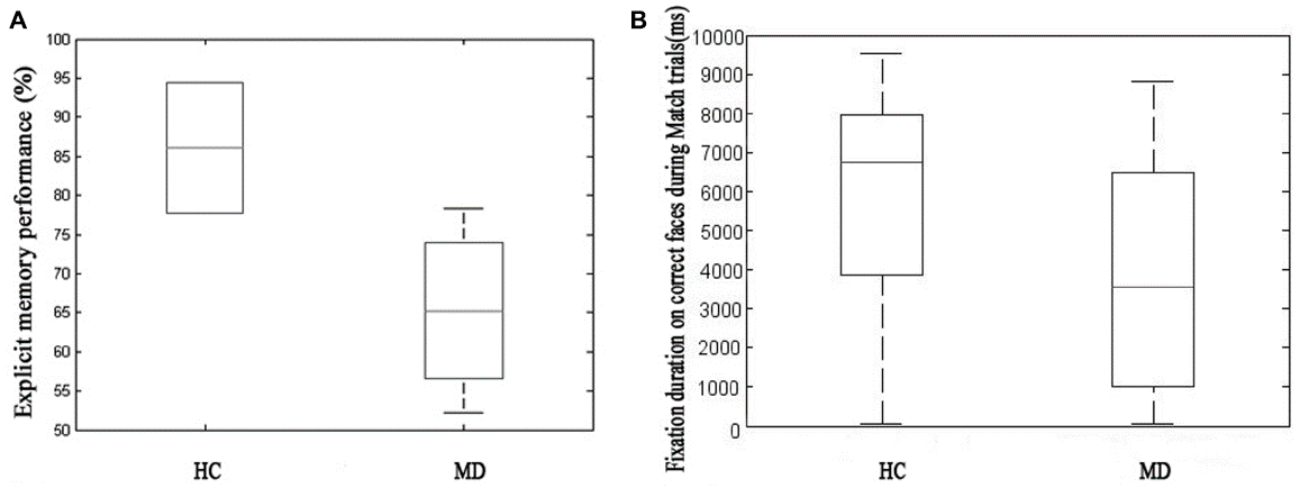 A
Explicit memory performance (%)
100
95
90
85
80
75
70
65
60
55
50
HC
MD
B
Fixation duration on correct faces during Match trials(ms)
10000
9000
8000
7000
6000
5000
4000
3000
2000
1000
0
HC
MD